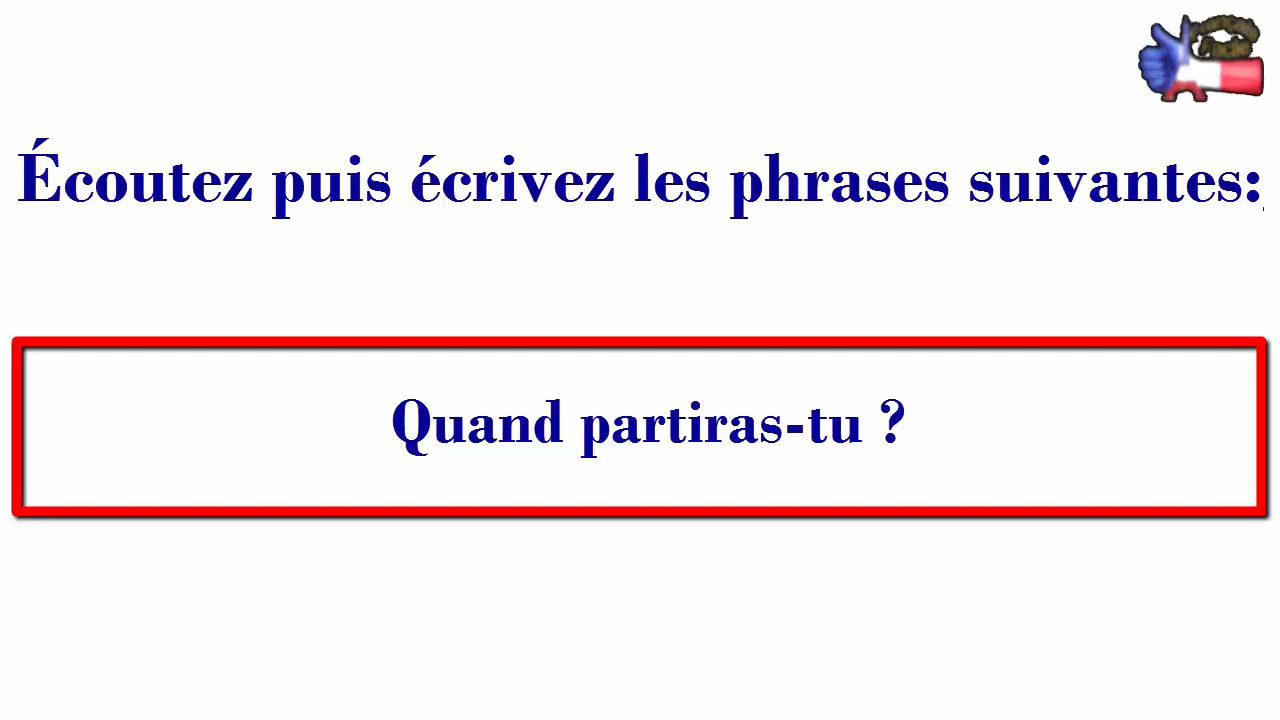 Écoutez puis écrivez les phrases suivantes:
Quand partiras-tu ?